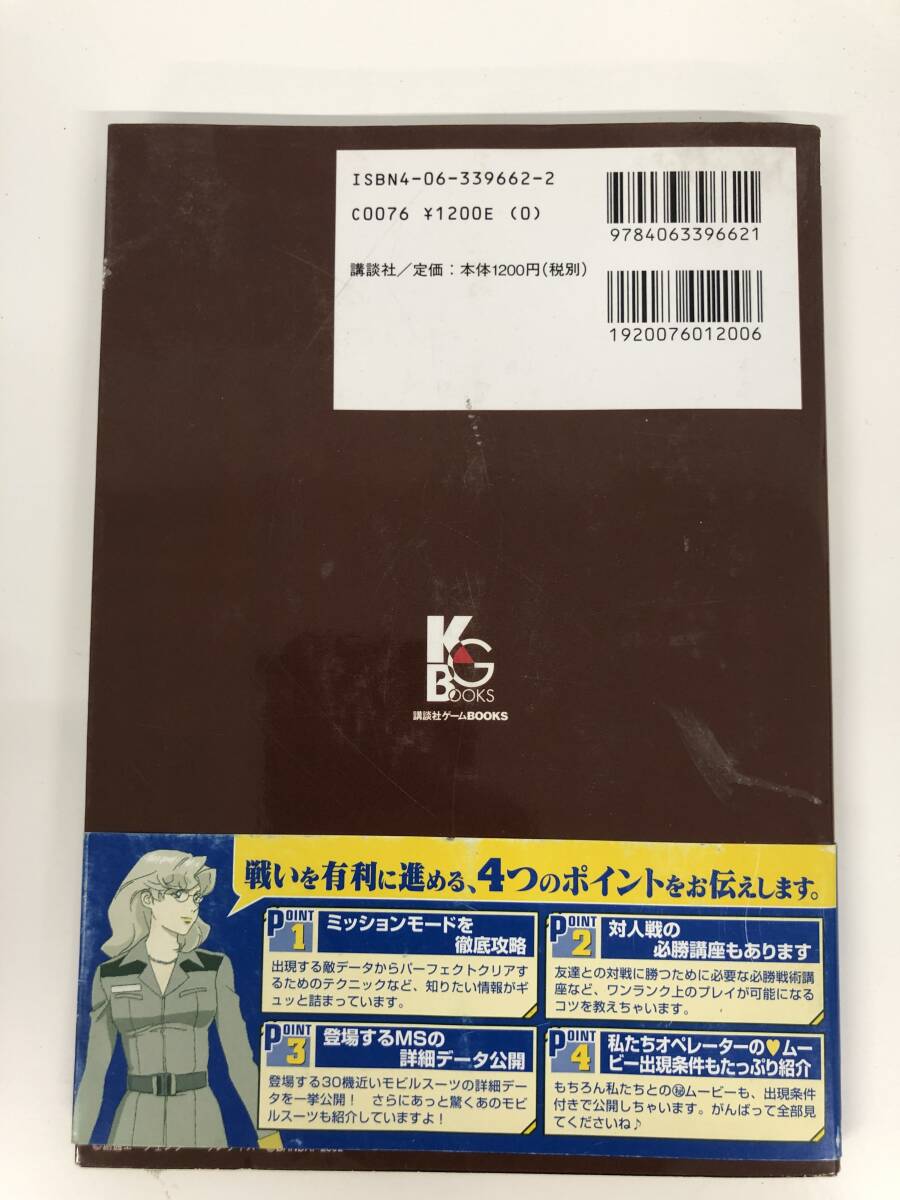 ISBN4-06-339662-2
C0076 ¥1200E (0)
講談社／定価：本体1200円(税別)
9784063396621
1920076012006
KG
BOOKS
講談社ゲームBOOKS
戦いを有利に進める、4つのポイントをお伝えします。
POINT
1
ミッションモードを
徹底攻略
出現する敵データからパーフェクトクリアす
るためのテクニックなど、知りたい情報がギ
ュッと詰まっています。
POINT
2
対人戦の
必勝講座もあります
友達との対戦に勝つために必要な必勝戦術講
座など、ワンランク上のプレイが可能になる
コツを教えちゃいます。
POINT
3
登場するMSの
詳細データ公開
登場する30機近いモビルスーツの詳細デー
タを一挙公開！ さらにあっと驚くあのモビ
ルスーツも紹介していますよ！
POINT
4
私たちオペレーターの♥ムー
ビー出現条件もたっぷり紹介
もちろん私たちとの㊙ムービーも、出現条件
付きで公開しちゃいます。がんばって全部見
てくださいね♪